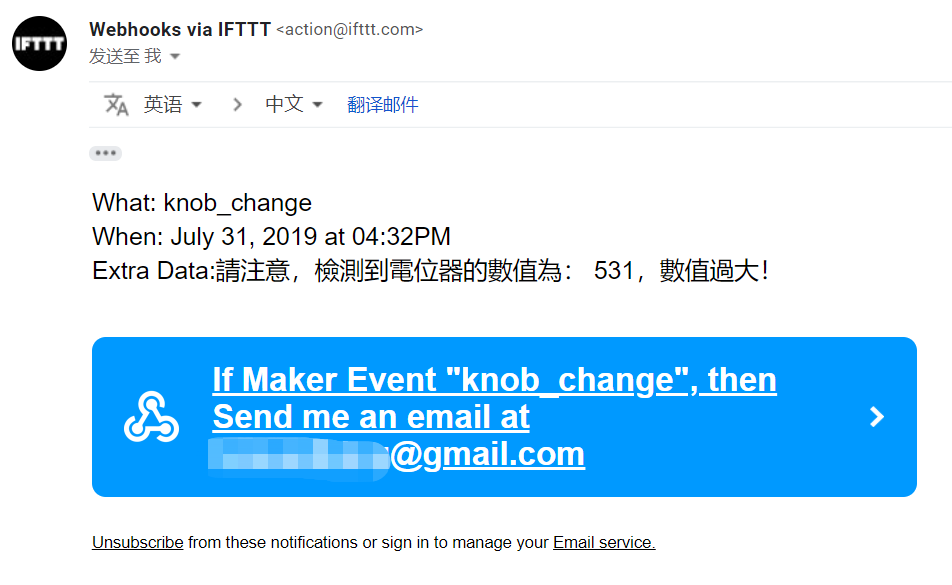 IFTTT
Webhooks via IFTTT <action@ifttt.com>
发送至 我
英语 中文 翻译邮件
What: knob_change
When: July 31, 2019 at 04:32PM
Extra Data:請注意，檢測到電位器的數值為： 531，數值過大！
If Maker Event "knob_change", then
Send me an email at
@gmail.com
Unsubscribe from these notifications or sign in to manage your Email service.